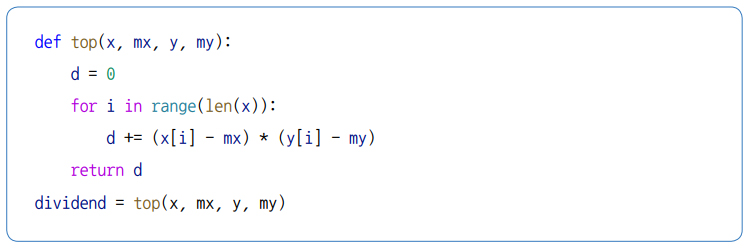 def top(x, mx, y, my):
    d = 0
    for i in range(len(x)):
        d += (x[i] - mx) * (y[i] - my)
    return d
dividend = top(x, mx, y, my)